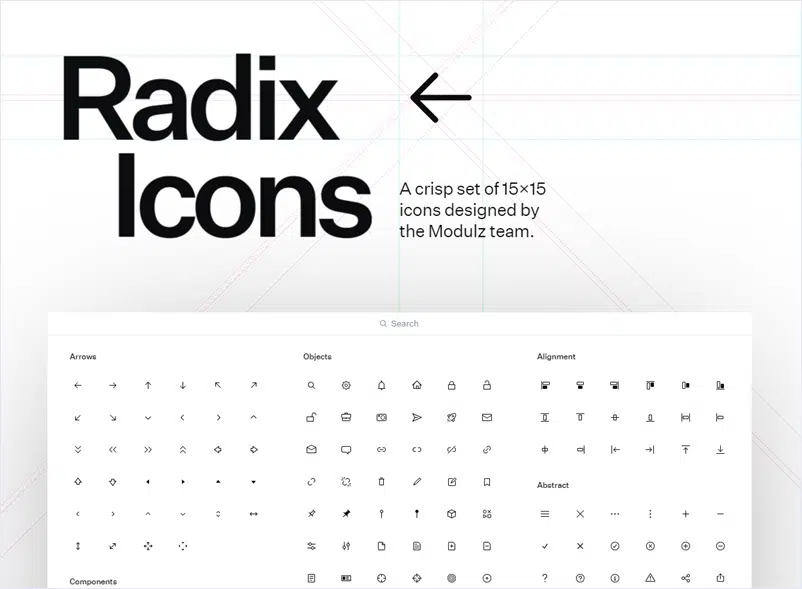 Radix
Icons
A crisp set of 15×15
icons designed by
the Modulz team.
Search
Arrows
Objects
Alignment
Abstract
Components